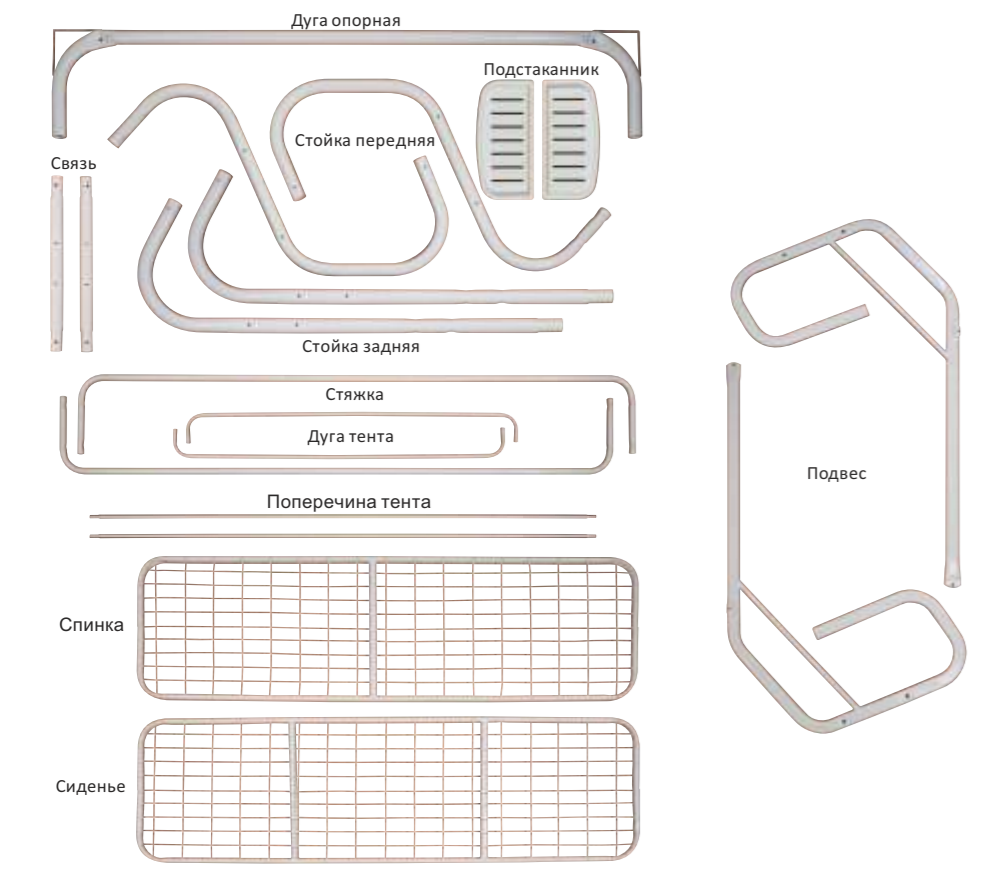 Дуга опорная
Подстаканник
Стойка передняя
Связь
Стойка задняя
Стяжка
Дуга тента
Подвес
Поперечина тента
Спинка
Сиденье